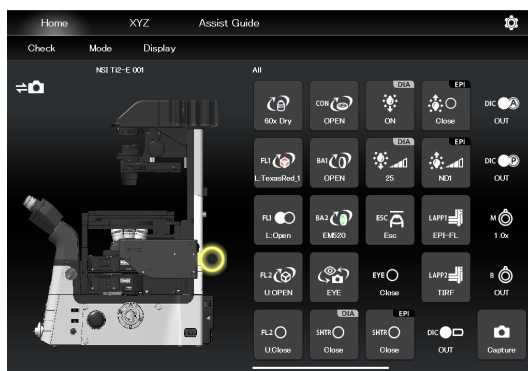 Home XYZ Assist Guide
Check Mode Display
NSI Ti2-E 001
All
DIA EPI
CON DIC A
60x Dry OPEN ON Close OUT
DIA EPI
FL1 BA1 DIC P
L:TexasRed_1 OPEN 25 ND1 OUT
FL1 BA2 ESC LAPP1 M
L:Open EM520 Esc EPI-FL 1.0x
FL2 EYE LAPP2 B
U:OPEN EYE Close TIRF OUT
DIA EPI
FL2 SHTR SHTR DIC
U:Close Close Close OUT Capture